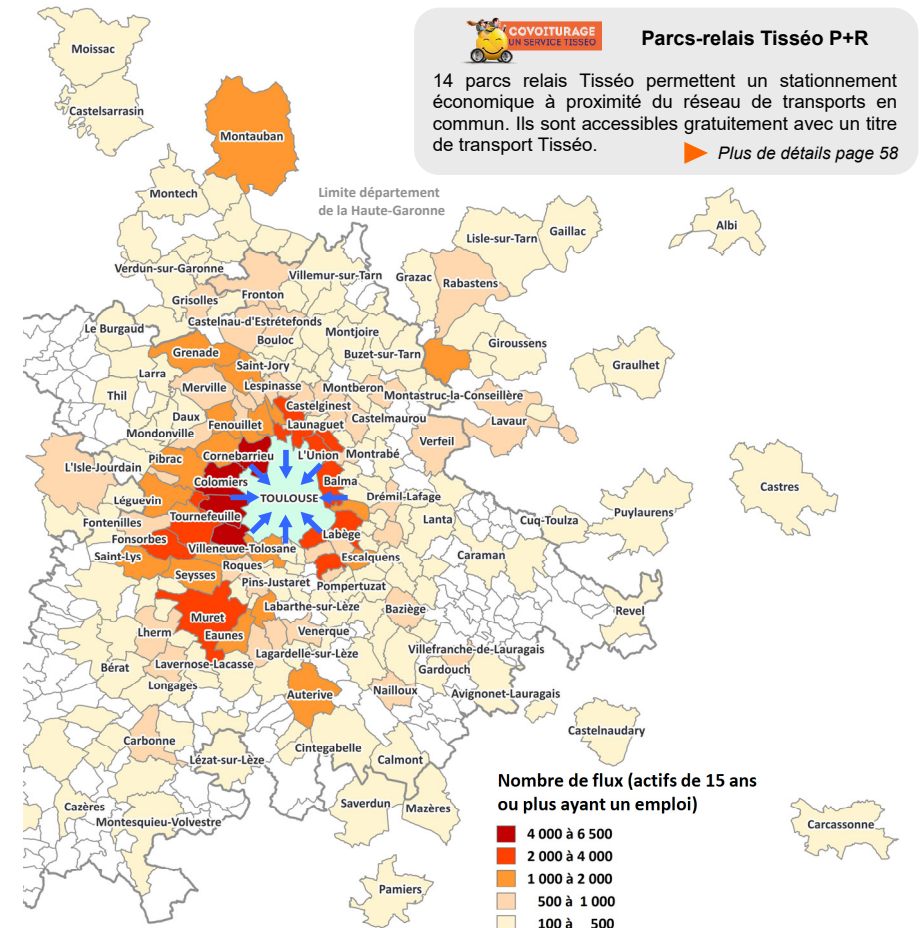 COVOITURAGE
UN SERVICE TISSÉO
Parcs-relais Tisséo P+R
14 parcs relais Tisséo permettent un stationnement
économique à proximité du réseau de transports en
commun. Ils sont accessibles gratuitement avec un titre
de transport Tisséo.
Plus de détails page 58
Moissac
Castelsarrasin
Montauban
Montech
Limite département
de la Haute-Garonne
Albi
Gaillac
Lisle-sur-Tarn
Verdun-sur-Garonne
Villemur-sur-Tarn
Grazac
Rabastens
Fronton
Grisolles
Castelnau-d'Estrétefonds
Le Burgaud
Montjoire
Bouloc
Giroussens
Grenade
Buzet-sur-Tarn
Saint-Jory
Graulhet
Larra
Merville
Lespinasse
Montberon
Thil
Montastruc-la-Conseillère
Castelginest
Daux
Castelmaurou
Lavaur
Fenouillet
Launaguet
Mondonville
Verfeil
Cornebarrieu
L'Union
Montrabé
Pibrac
L'Isle-Jourdain
Colomiers
Balma
Castres
TOULOUSE
Drémil-Lafage
Léguevin
Puylaurens
Tournefeuille
Lanta
Cuq-Toulza
Fontenilles
Labège
Fonsorbes
Villeneuve-Tolosane
Saint-Lys
Escalquens
Caraman
Roques
Seysses
Pins-Justaret
Pompertuzat
Labarthe-sur-Lèze
Baziège
Revel
Muret
Lherm
Eaunes
Venerque
Villefranche-de-Lauragais
Lagardelle-sur-Lèze
Lavernose-Lacasse
Bérat
Gardouch
Longages
Auterive
Nailloux
Avignonet-Lauragais
Castelnaudary
Carbonne
Cintegabelle
Lézat-sur-Lèze
Calmont
Nombre de flux (actifs de 15 ans
ou plus ayant un emploi)
Cazères
Saverdun
Mazères
Montesquieu-Volvestre
Carcassonne
Pamiers
4 000 à 6 500
2 000 à 4 000
1 000 à 2 000
500 à 1 000
100 à 500